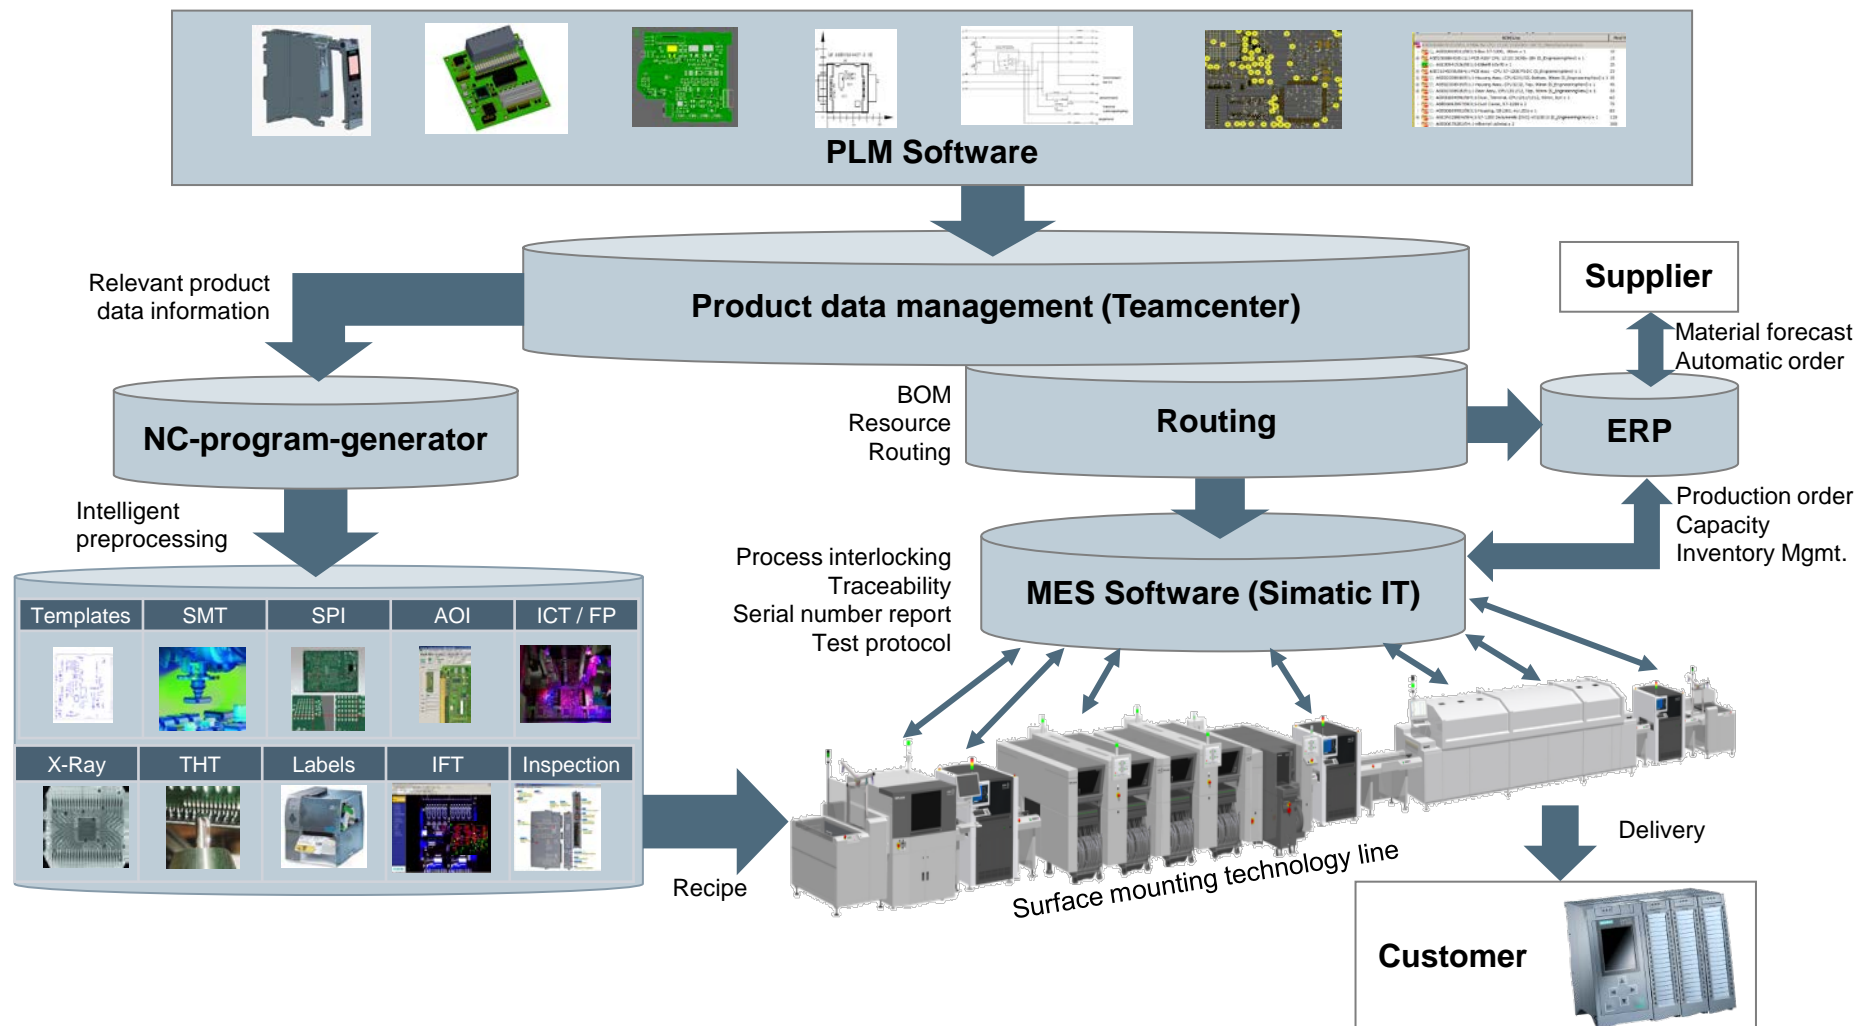 PLM Software
Product data management (Teamcenter)
Relevant product
data information
Supplier
Material forecast
Automatic order
NC-program-generator
BOM
Resource
Routing
Routing
ERP
Intelligent
preprocessing
Production order
Capacity
Inventory Mgmt.
Process interlocking
Traceability
Serial number report
Test protocol
MES Software (Simatic IT)
Templates
SMT
SPI
AOI
ICT / FP
X-Ray
THT
Labels
IFT
Inspection
Recipe
Surface mounting technology line
Delivery
Customer